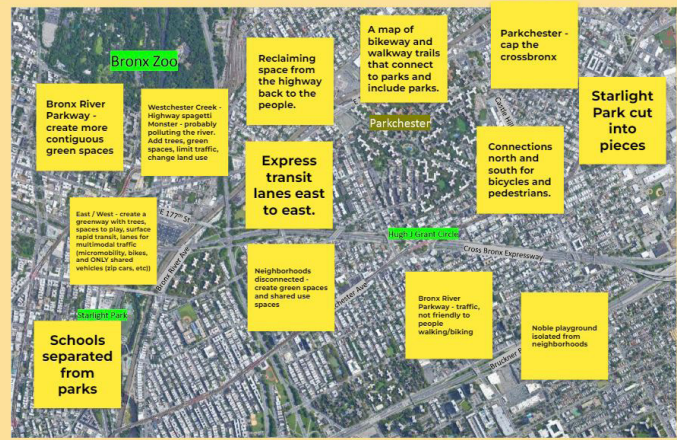 Bronx Zoo
Bronx River
Parkway -
create more
contiguous
green spaces
Westchester Creek -
Highway spagetti
Monster - probably
polluting the river.
Add trees, green
spaces, limit traffic,
change land use
Reclaiming
space from
the highway
back to the
people.
A map of
bikeway and
walkway trails
that connect
to parks and
include parks.
Parkchester -
cap the
crossbronx
Starlight
Park cut
into
pieces
Parkchester
Castle Hill
Express
transit
lanes east
to east.
Connections
north and
south for
bicycles and
pedestrians.
East / West - create a
greenway with trees,
spaces to play, surface
rapid transit, lanes for
multimodal traffic
(micromobility, bikes,
and ONLY shared
vehicles (zip cars, etc))
E 177th St
Bronx River Ave
Hugh J Grant Circle
Cross Bronx Expressway
Neighborhoods
disconnected -
create green spaces
and shared use
spaces
chester Ave
Bronx River
Parkway - traffic,
not friendly to
people
walking/biking
Noble playground
isolated from
neighborhoods
Bruckner
Starlight Park
Schools
separated
from
parks